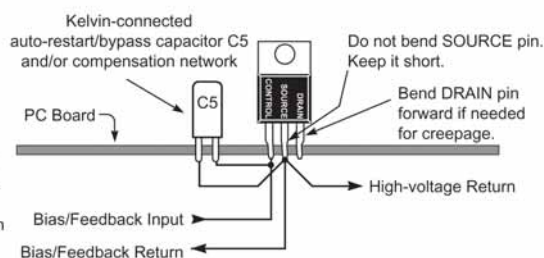 Kelvin-connected
auto-restart/bypass capacitor C5
and/or compensation network
Do not bend SOURCE pin.
Keep it short.
C5
CONTROL
SOURCE
DRAIN
PC Board
Bend DRAIN pin
forward if needed
for creepage.
High-voltage Return
Bias/Feedback Input
Bias/Feedback Return